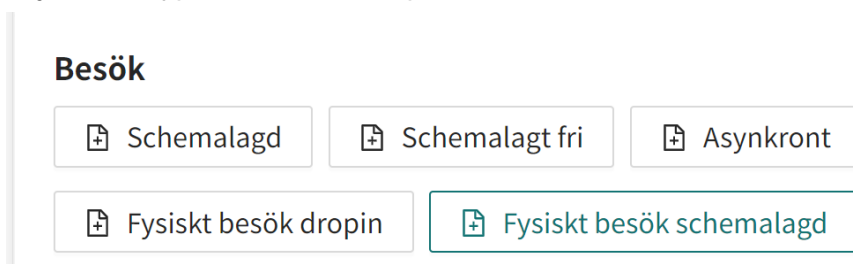 Besök
Schemalagd Schemalagt fri Asynkront
Fysiskt besök dropin Fysiskt besök schemalagd